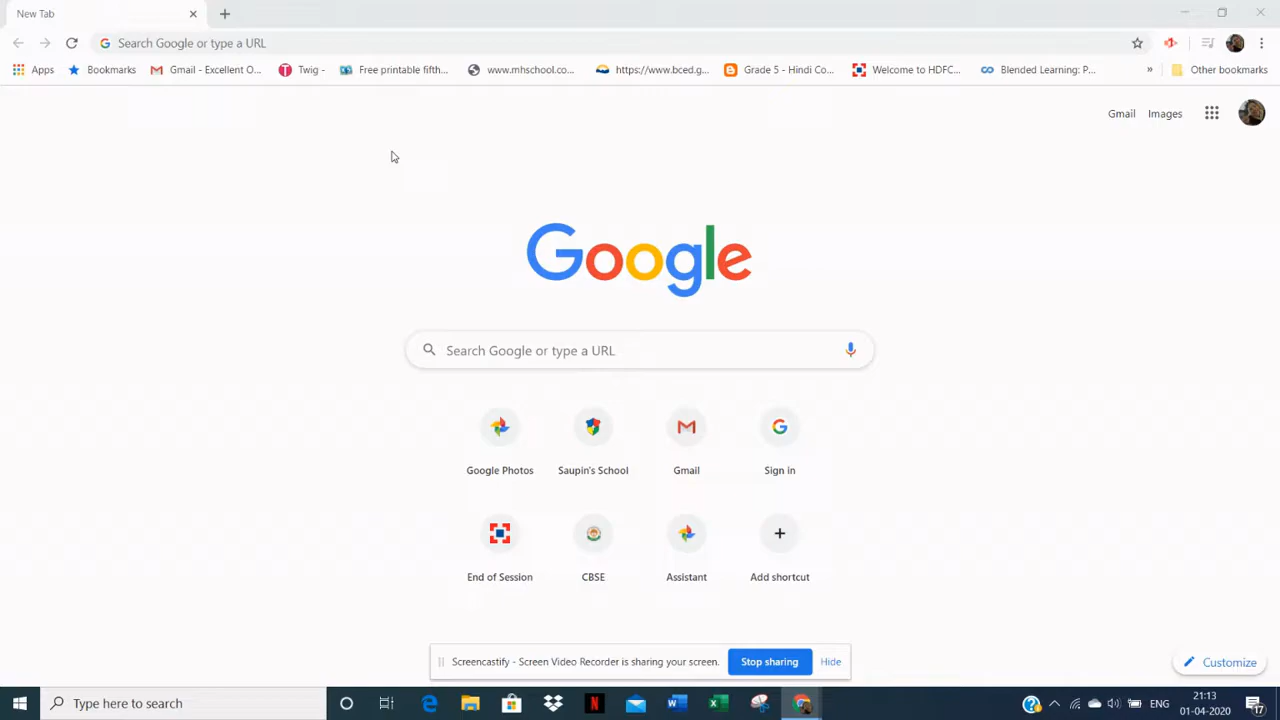 New Tab
Search Google or type a URL
Apps Bookmarks Gmail - Excellent O... Twig - Free printable fifth... www.mhschool.co... https://www.bced.g... Grade 5 - Hindi Co... Welcome to HDFC... Blended Learning: P... » Other bookmarks
Gmail Images
Google
Search Google or type a URL
Google Photos Saupin's School Gmail Sign in
End of Session CBSE Assistant Add shortcut
Screencastify - Screen Video Recorder is sharing your screen. Stop sharing Hide
Customize
Type here to search
ENG
21:13
01-04-2020
17